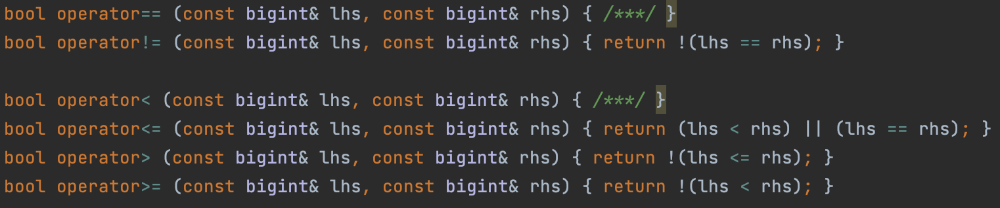 bool operator== (const bigint& lhs, const bigint& rhs) { /***/ }
bool operator!= (const bigint& lhs, const bigint& rhs) { return !(lhs == rhs); }
bool operator< (const bigint& lhs, const bigint& rhs) { /***/ }
bool operator<= (const bigint& lhs, const bigint& rhs) { return (lhs < rhs) || (lhs == rhs); }
bool operator> (const bigint& lhs, const bigint& rhs) { return !(lhs <= rhs); }
bool operator>= (const bigint& lhs, const bigint& rhs) { return !(lhs < rhs); }